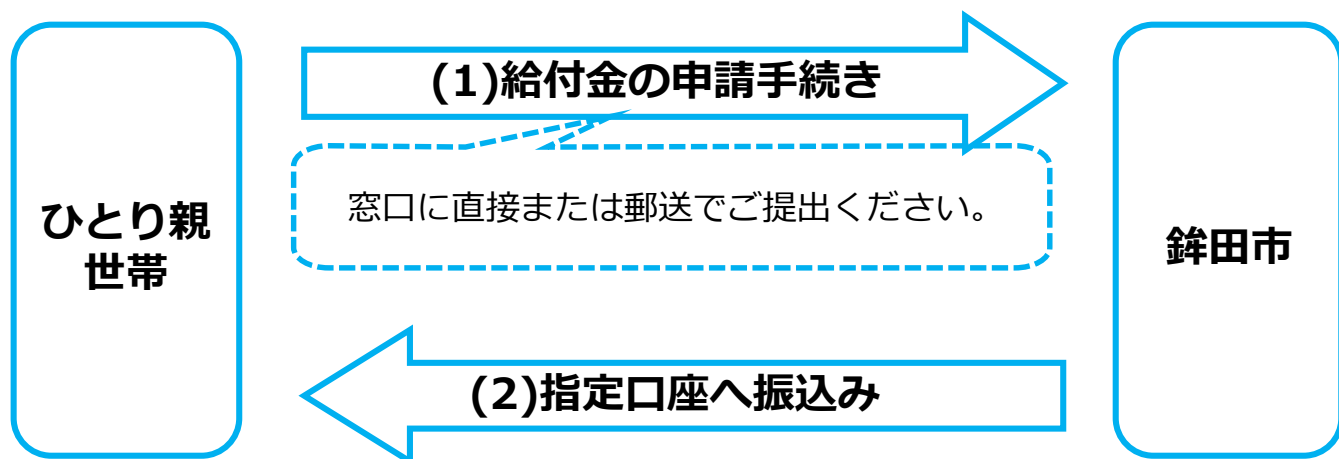 (1)給付金の申請手続き
窓口に直接または郵送でご提出ください。
ひとり親
世帯
鉾田市
(2)指定口座へ振込み